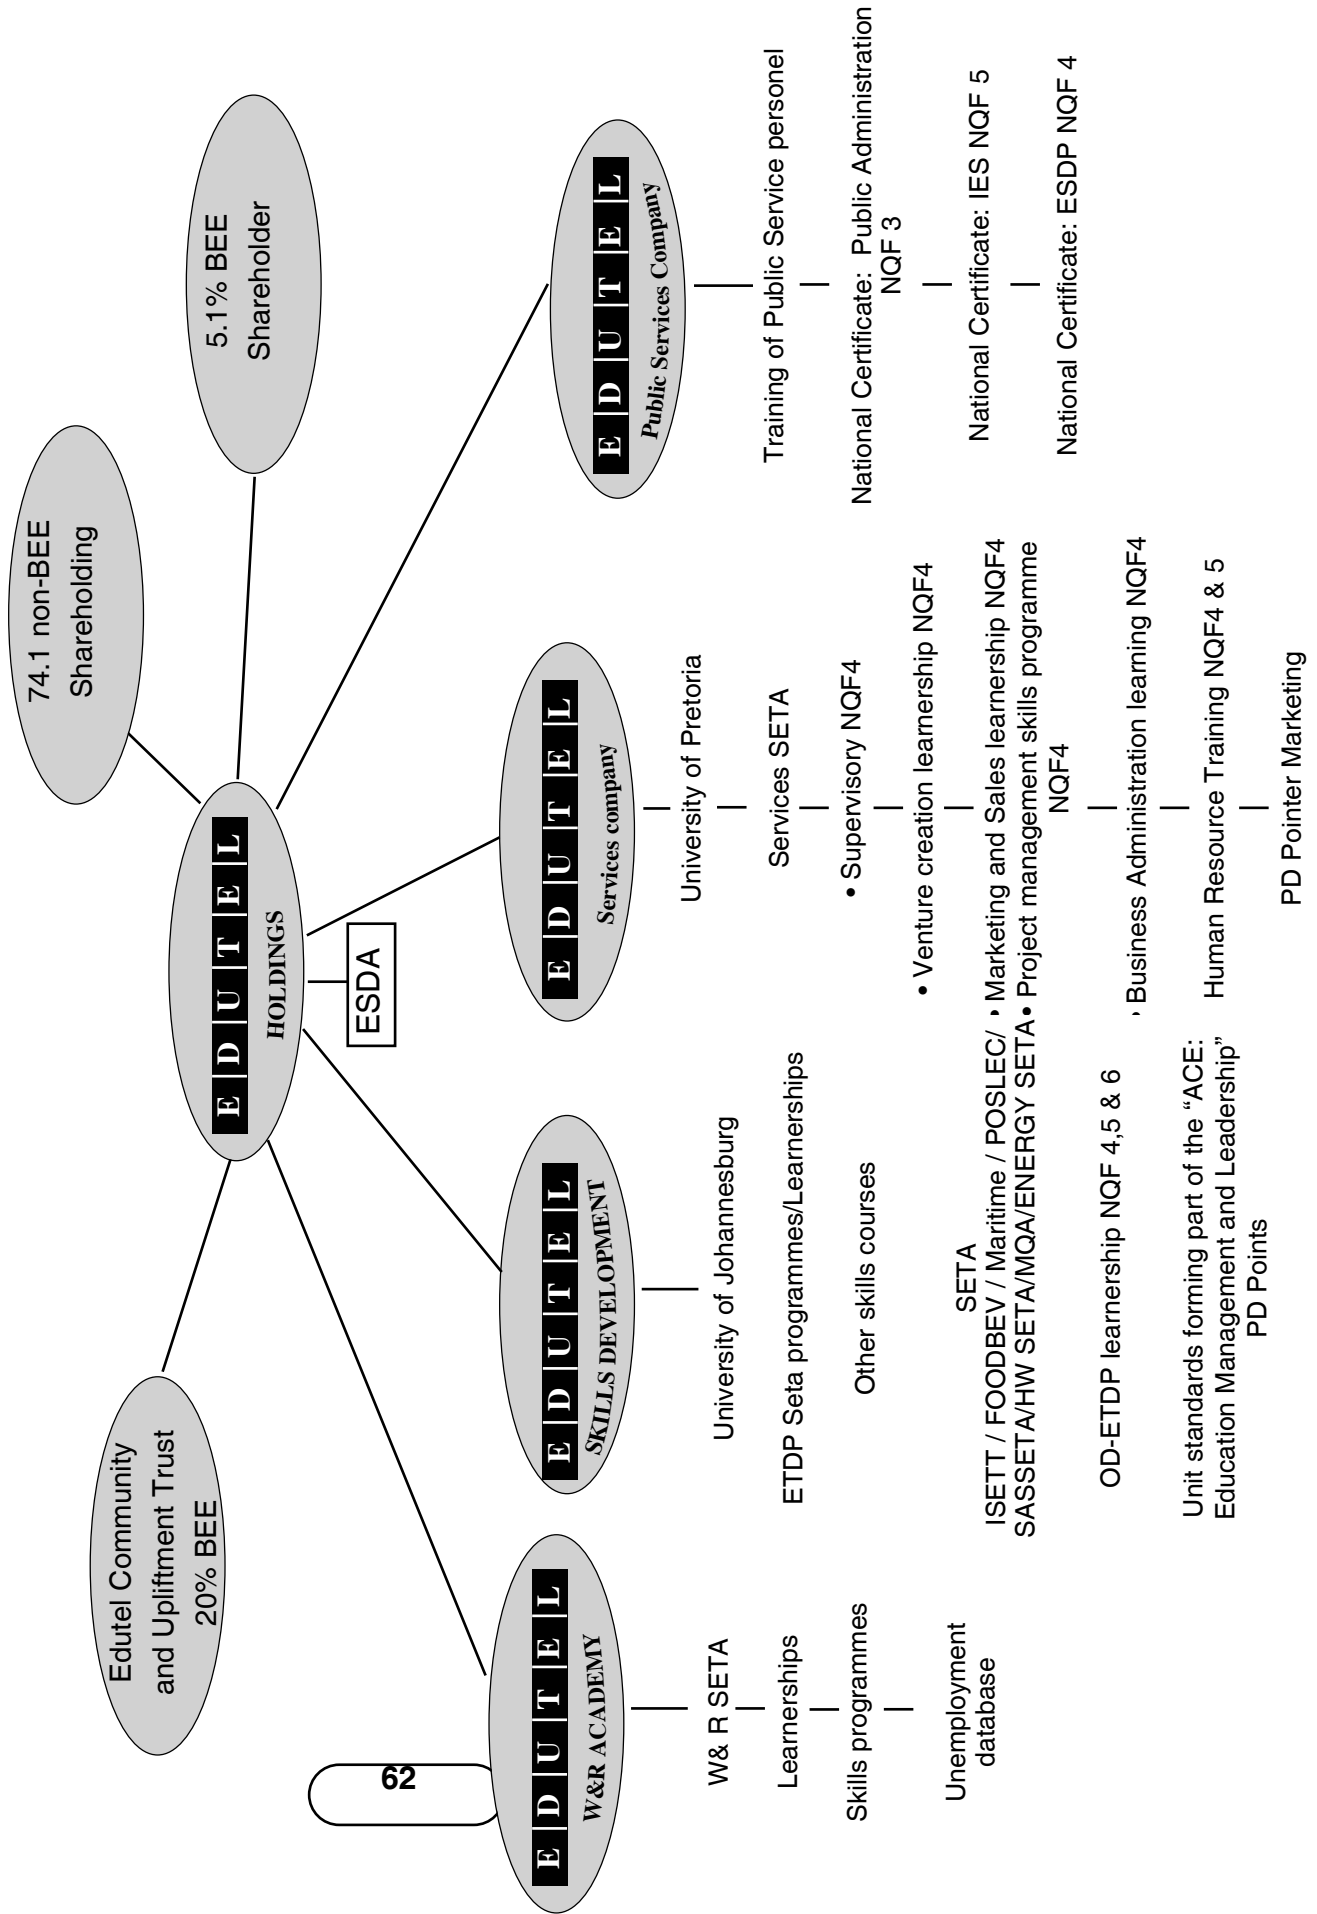 Edutel Community
and Upliftment Trust
20% BEE
74.1 non-BEE
Shareholding
5.1% BEE
Shareholder
E D U T E L
HOLDINGS
ESDA
62
E D U T E L
W&R ACADEMY
W& R SETA
Learnerships
Skills programmes
Unemployment
database
E D U T E L
SKILLS DEVELOPMENT
University of Johannesburg
ETDP Seta programmes/Learnerships
Other skills courses
SETA
ISETT / FOODBEV / Maritime / POSLEC/
SASSETA/HW SETA/MQA/ENERGY SETA
OD-ETDP learnership NQF 4,5 & 6
Unit standards forming part of the “ACE:
Education Management and Leadership”
PD Points
E D U T E L
Services company
University of Pretoria
Services SETA
• Supervisory NQF4
• Venture creation learnership NQF4
• Marketing and Sales learnership NQF4
• Project management skills programme
NQF4
• Business Administration learning NQF4
Human Resource Training NQF4 & 5
PD Pointer Marketing
E D U T E L
Public Services Company
Training of Public Service personel
National Certificate: Public Administration
NQF 3
National Certificate: IES NQF 5
National Certificate: ESDP NQF 4